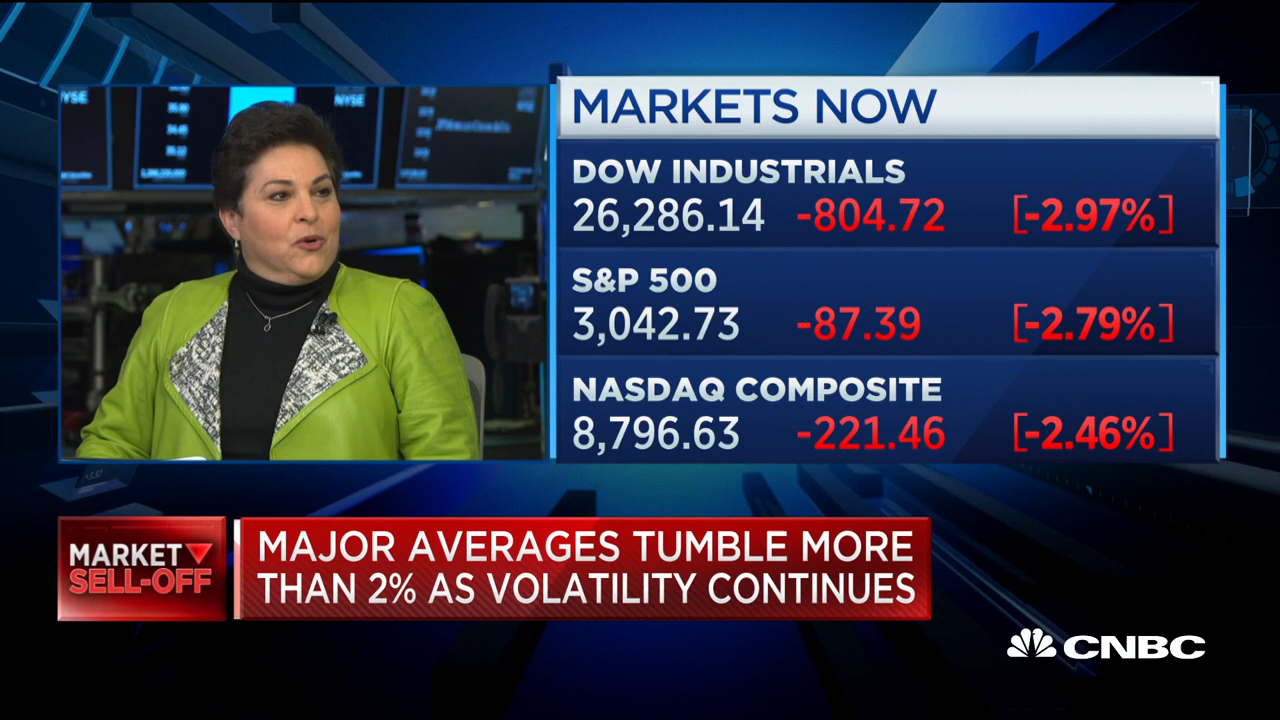 YSE
NYSE
MARKETS NOW
DOW INDUSTRIALS
26,286.14 -804.72 [-2.97%]
S&P 500
3,042.73 -87.39 [-2.79%]
NASDAQ COMPOSITE
8,796.63 -221.46 [-2.46%]
MARKET
SELL-OFF
MAJOR AVERAGES TUMBLE MORE
THAN 2% AS VOLATILITY CONTINUES
CNBC